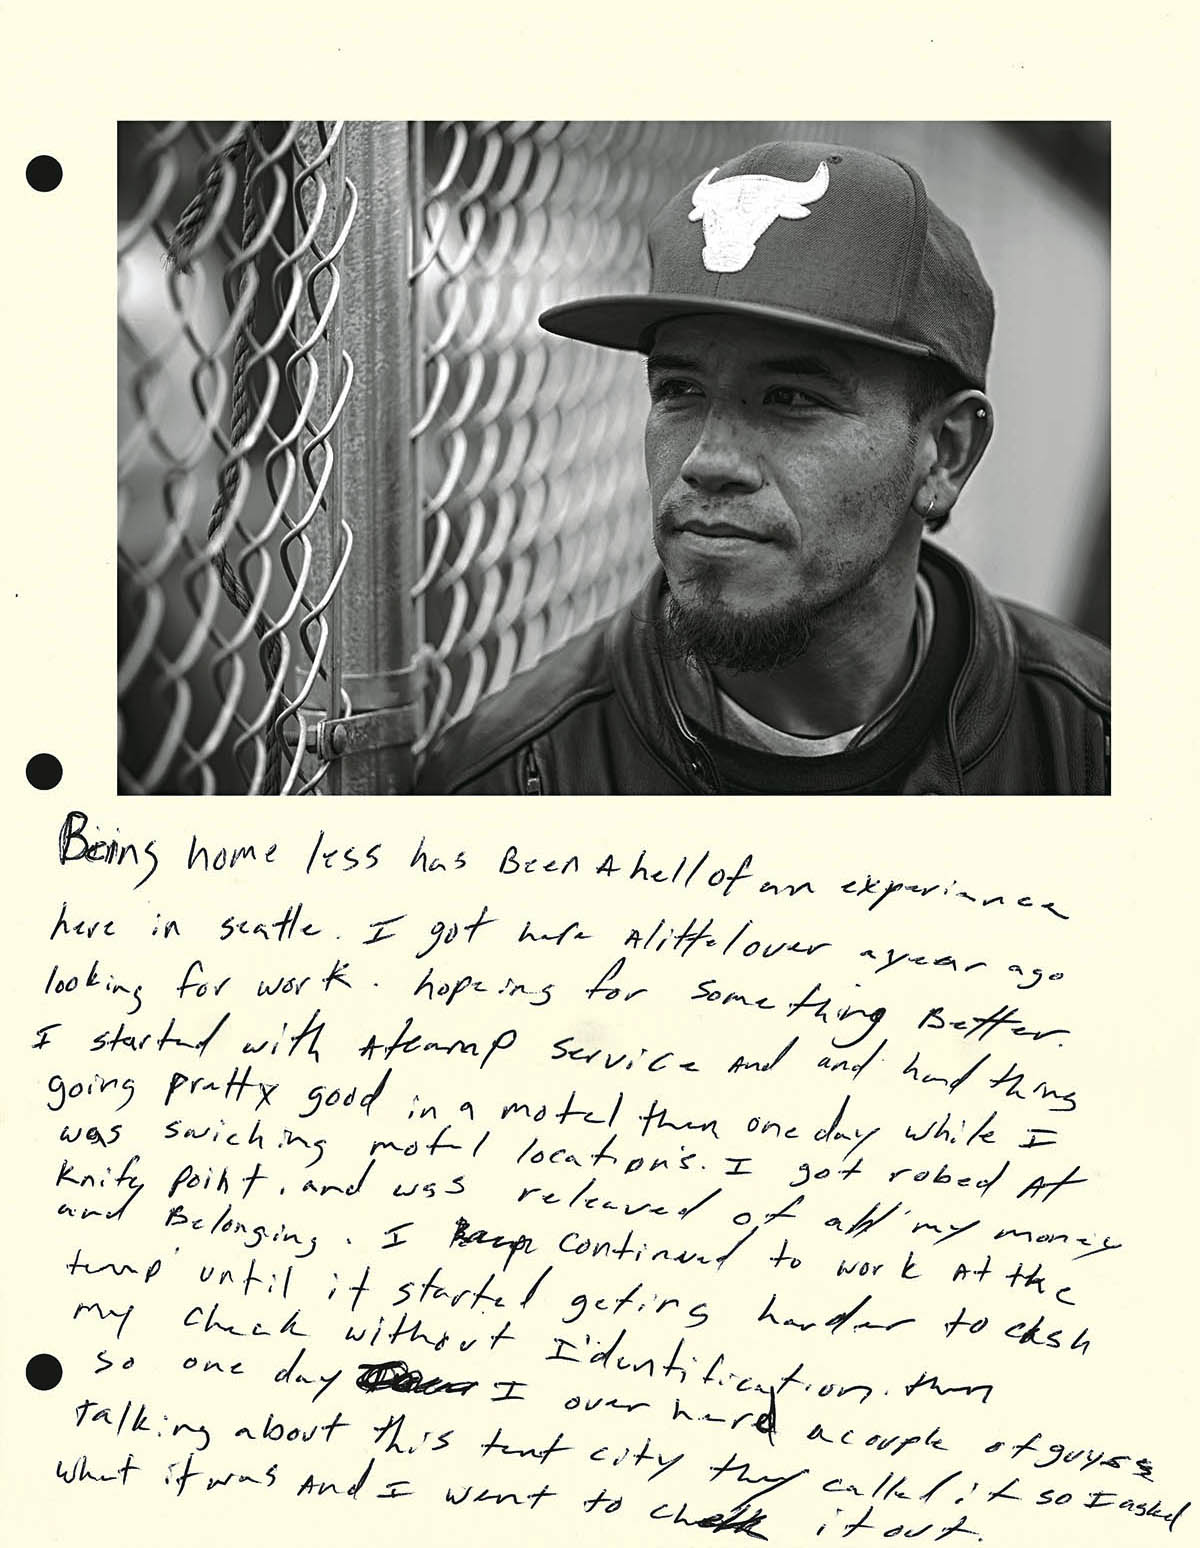 Being home less has Been A hell of an experiance
here in seattle. I got here Alittel over ayear ago
looking for work. hopeing for something Better.
I started with Atemp service And and had thing
going pretty good in a motel then one day while I
was swiching motel locations. I got robed At
Knife Point. and was releaved of all my money
and Belonging. I continued to work At the
temp until it started geting harder to cash
my check without I'dentification. then
so one day I over heard acouple of guys
talking about this tent city they called it so I asked
what it was And I went to check it out.